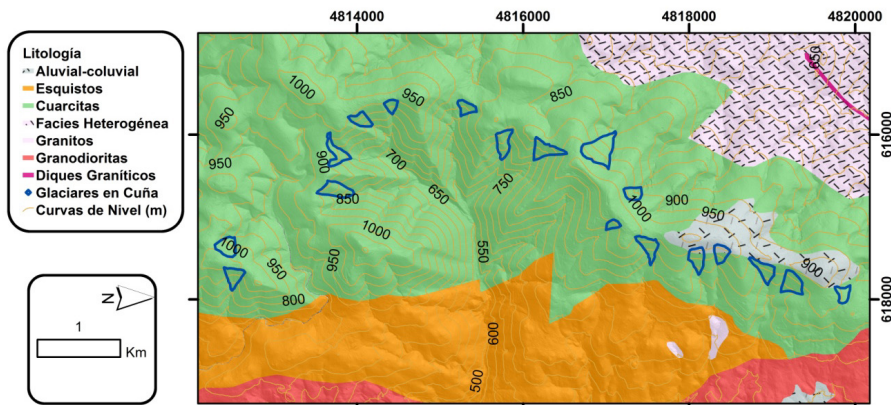 4814000 4816000 4818000 4820000
Litología
Aluvial-coluvial
Esquistos
Cuarcitas
Facies Heterogénea
Granitos
Granodioritas
Diques Graníticos
Glaciares en Cuña
Curvas de Nivel (m)
N
1
Km
1000
950
850
650
950
616000
950
900
700
750
850
650
900
1000
950
1000
1000
950
950
550
900
800
618000
600
500